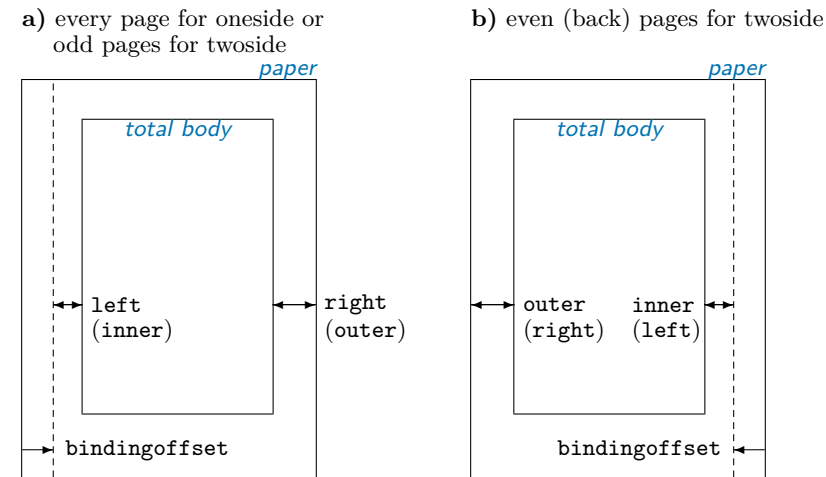 a) every page for oneside or
odd pages for twoside
paper
total body
left
(inner)
right
(outer)
bindingoffset
b) even (back) pages for twoside
paper
total body
outer
(right)
inner
(left)
bindingoffset